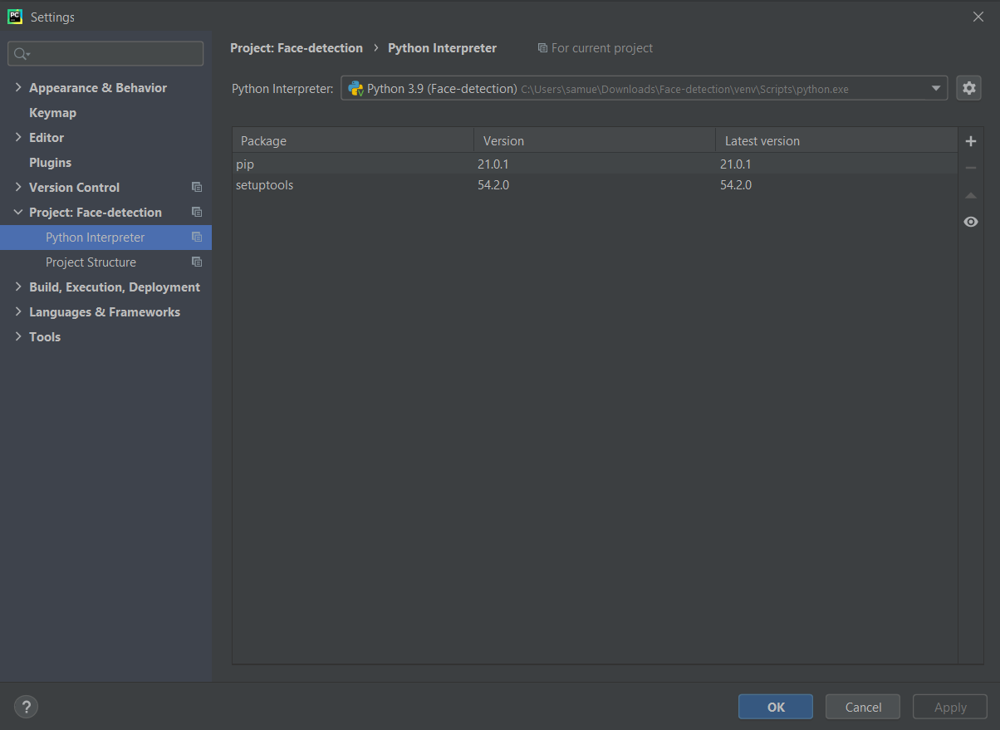 PC
Settings
Appearance & Behavior
Keymap
Editor
Plugins
Version Control
Project: Face-detection
Python Interpreter
Project Structure
Build, Execution, Deployment
Languages & Frameworks
Tools
Project: Face-detection › Python Interpreter For current project
Python Interpreter: Python 3.9 (Face-detection) C:\Users\samue\Downloads\Face-detection\venv\Scripts\python.exe
Package Version Latest version
pip 21.0.1 21.0.1
setuptools 54.2.0 54.2.0
? OK Cancel Apply